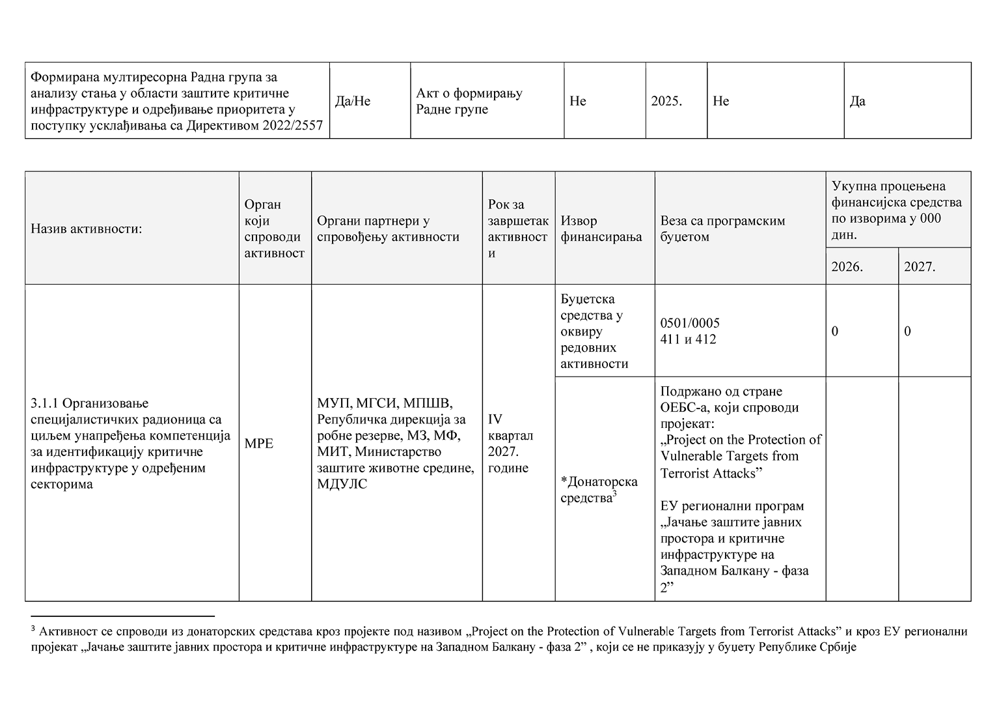 Формирана мултиресорна Радна група за
анализу стања у области заштите критичне
инфраструктуре и одређивање приоритета у
поступку усклађивања са Директивом 2022/2557
Да/Не
Акт о формирању
Радне групе
Не
2025.
Не
Да
Назив активности:
Орган
који
спроводи
активност
Органи партнери у
спровођењу активности
Рок за
завршетак
активност
и
Извор
финансирања
Веза са програмским
буџетом
Укупна процењена
финансијска средства
по изворима у 000
дин.
2026.
2027.
3.1.1 Организовање
специјалистичких радионица са
циљем унапређења компетенција
за идентификацију критичне
инфраструктуре у одређеним
секторима
МРЕ
МУП, МГСИ, МПШВ,
Републичка дирекција за
робне резерве, МЗ, МФ,
МИТ, Министарство
заштите животне средине,
МДУЛС
IV
квартал
2027.
године
Буџетска
средства у
оквиру
редовних
активности
0501/0005
411 и 412
0
0
*Донаторска
средства3
Подржано од стране
ОЕБС-а, који спроводи
пројекат:
„Project on the Protection of
Vulnerable Targets from
Terrorist Attacks”
ЕУ регионални програм
„Јачање заштите јавних
простора и критичне
инфраструктуре на
Западном Балкану - фаза
2”
3 Активност се спроводи из донаторских средстава кроз пројекте под називом „Project on the Protection of Vulnerable Targets from Terrorist Attacks” и кроз ЕУ регионални
пројекат „Јачање заштите јавних простора и критичне инфраструктуре на Западном Балкану - фаза 2” , који се не приказују у буџету Републике Србије